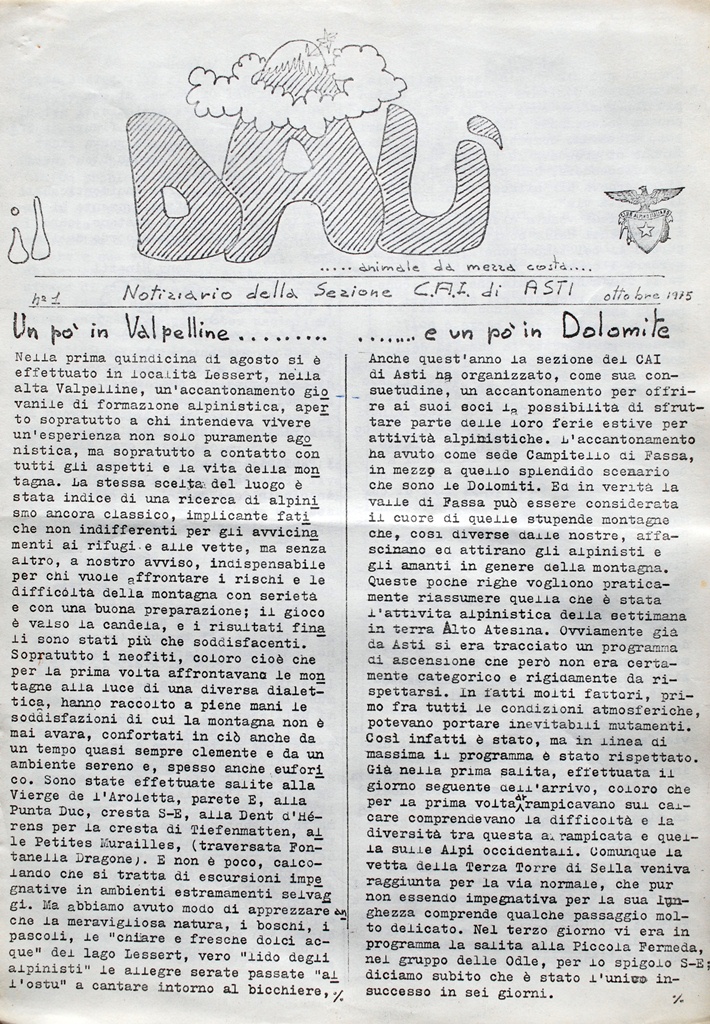 il DALÌ
..... animale da mezza costa....
n° 1 Notiziario della Sezione C.A.I. di ASTI ottobre 1975
Un pò in Valpelline .........
Nella prima quindicina di agosto si è
effettuato in località Lessert, nella
alta Valpelline, un'accantonamento gio
vanile di formazione alpinistica, aper
to sopratutto a chi intendeva vivere
un'esperienza non solo puramente ago
nistica, ma sopratutto a contatto con
tutti gli aspetti e la vita della mon
tagna. La stessa scelta del luogo è
stata indice di una ricerca di alpini
smo ancora classico, implicante fati
che non indifferenti per gli avvicina
menti ai rifugi e alle vette, ma senza
altro, a nostro avviso, indispensabile
per chi vuole affrontare i rischi e le
difficoltà della montagna con serietà
e con una buona preparazione; il gioco
è valso la candela, e i risultati fina
li sono stati più che soddisfacenti.
Sopratutto i neofiti, coloro cioè che
per la prima volta affrontavano le mon
tagne alla luce di una diversa dialet-
tica, hanno raccolto a piene mani le
soddisfazioni di cui la montagna non è
mai avara, confortati in ciò anche da
un tempo quasi sempre clemente e da un
ambiente sereno e, spesso anche eufori
co. Sono state effettuate salite alla
Vierge de l'Aroletta, parete E, alla
Punta Duc, cresta S-E, alla Dent d'Hé-
rens per la cresta di Tiefenmatten, al
le Petites Murailles, (traversata Fon-
tanella Dragone). E non è poco, calco-
lando che si tratta di escursioni impe
gnative in ambienti estramamenti selvag
gi. Ma abbiamo avuto modo di apprezzare an
che la meravigliosa natura, i boschi, i
pascoli, le "chiare e fresche dolci ac-
que" del lago Lessert, vero "lido degli
alpinisti" le allegre serate passate "al
l'ostu" a cantare intorno al bicchiere, %
....... e un pò in Dolomite
Anche quest'anno la sezione del CAI
di Asti ha organizzato, come sua con-
suetudine, un accantonamento per offri-
re ai suoi soci la possibilità di sfrut-
tare parte delle loro ferie estive per
attività alpinistiche. L'accantonamento
ha avuto come sede Campitello di Fassa,
in mezzo a quello splendido scenario
che sono le Dolomiti. Ed in verità la
valle di Fassa può essere considerata
il cuore di quelle stupende montagne
che, così diverse dalle nostre, affa-
scinano ed attirano gli alpinisti e
gli amanti in genere della montagna.
Queste poche righe vogliono pratica-
mente riassumere quella che è stata
l'attivita alpinistica della settimana
in terra Alto Atesina. Ovviamente già
da Asti si era tracciato un programma
di ascensione che però non era certa-
mente categorico e rigidamente da ri-
spettarsi. In fatti molti fattori, pri-
mo fra tutti le condizioni atmosferiche,
potevano portare inevitabili mutamenti.
Così infatti è stato, ma in linea di
massima il programma è stato rispettato.
Già nella prima salita, effettuata il
giorno seguente dell'arrivo, coloro che
per la prima volta arrampicavano sul cal-
care comprendevano la difficoltà e la
diversità tra questa arrampicata e quel-
la sulle Alpi occidentali. Comunque la
vetta della Terza Torre di Sella veniva
raggiunta per la via normale, che pur
non essendo impegnativa per la sua lun-
ghezza comprende qualche passaggio mol-
to delicato. Nel terzo giorno vi era in
programma la salita alla Piccola Fermeda,
nel gruppo delle Odle, per lo spigolo S-E;
diciamo subito che è stato l'unico in-
successo in sei giorni. %